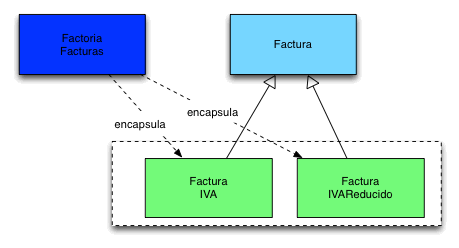 Factoria
Facturas
Factura
encapsula
encapsula
Factura
IVA
Factura
IVAReducido